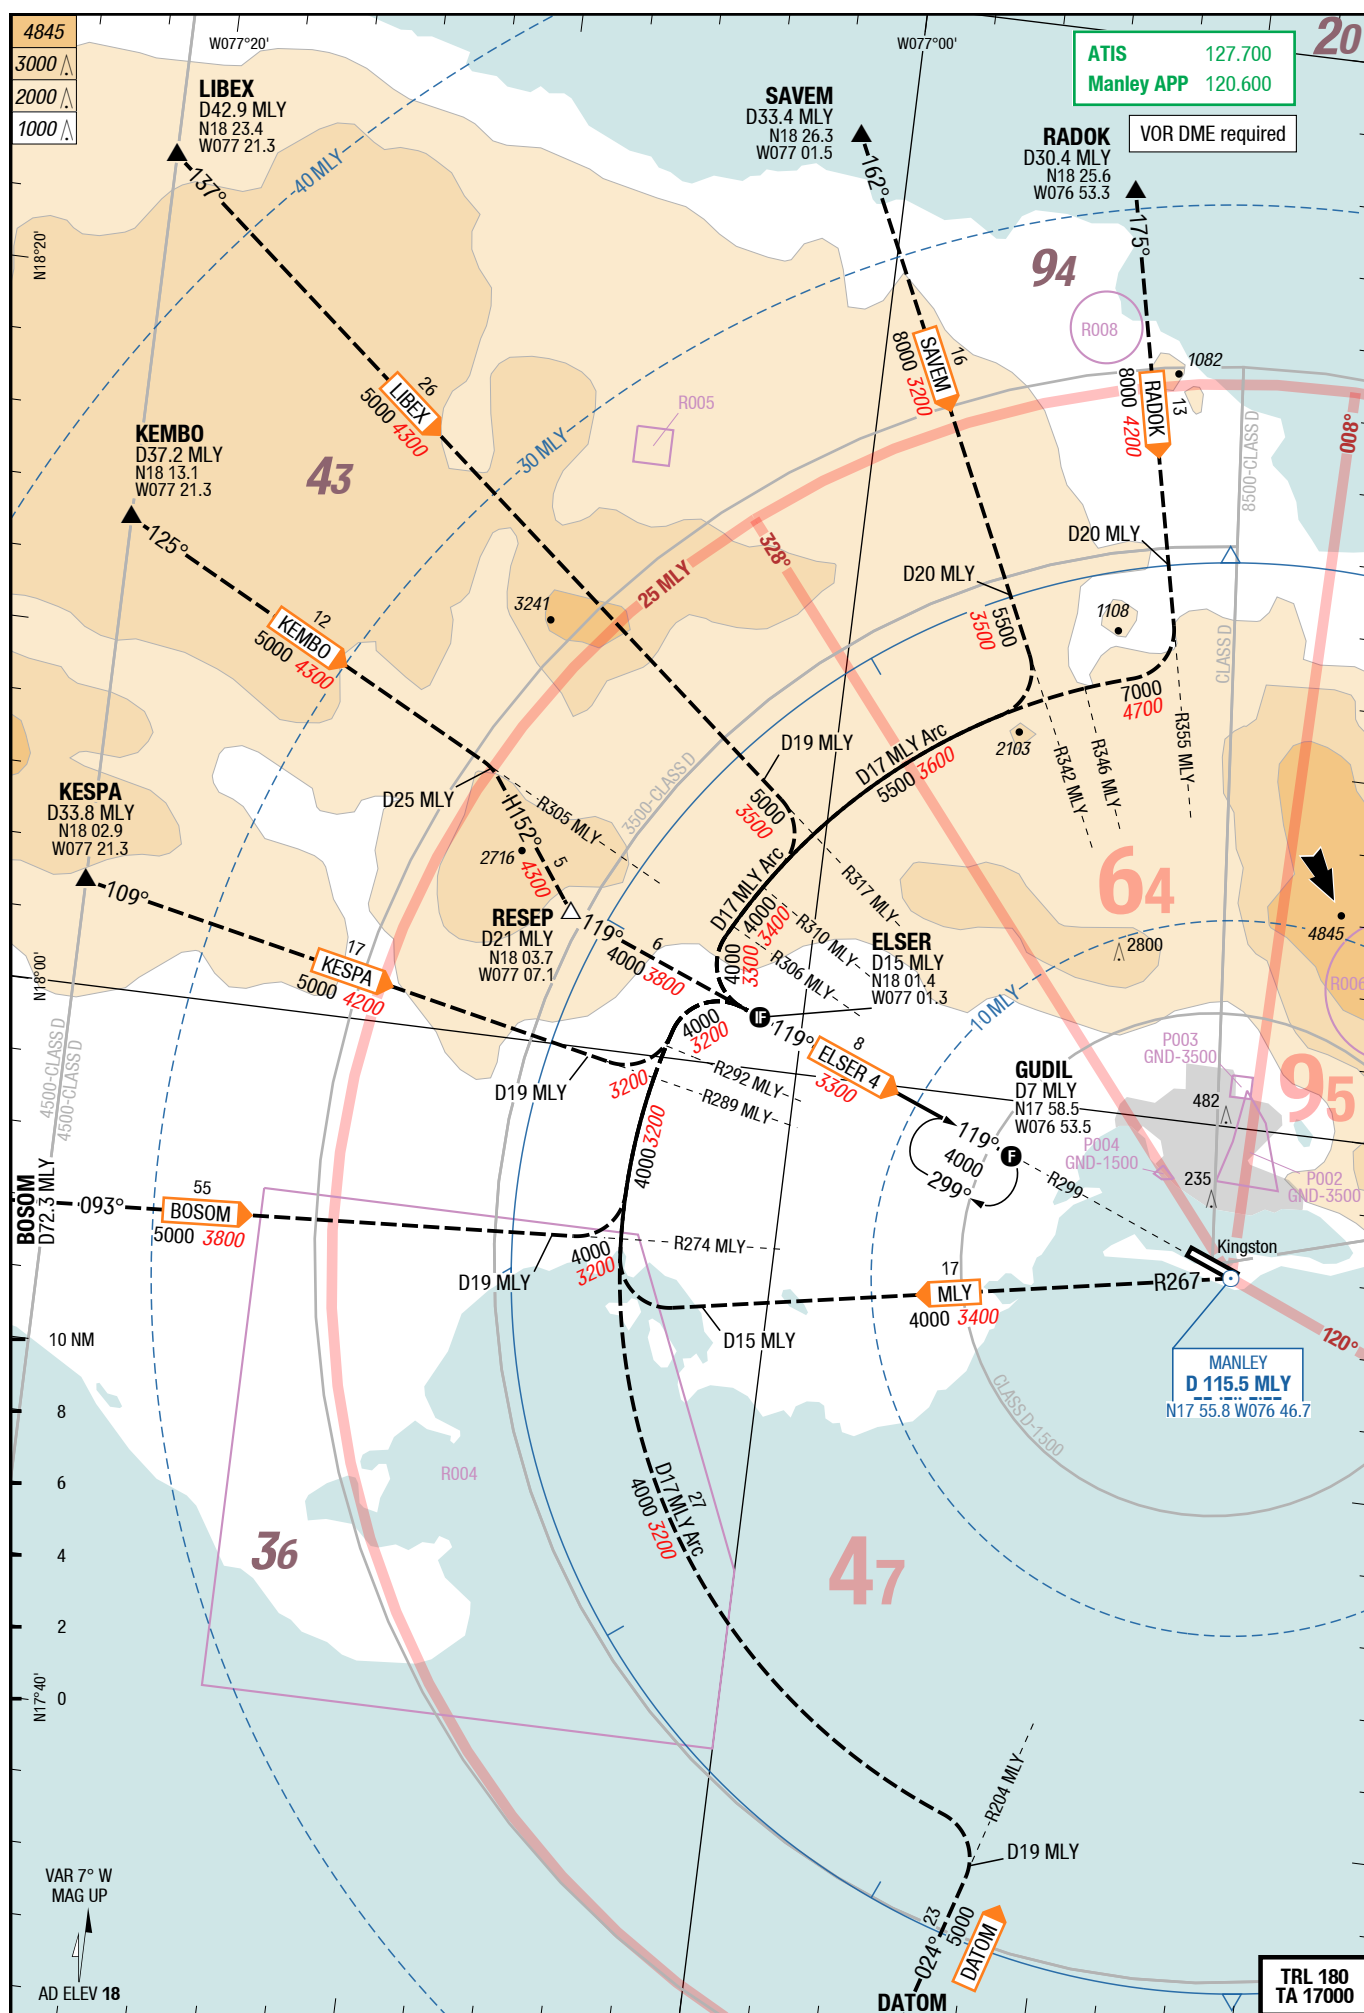 4845
3000
2000
1000
W077°20'
W077°00'
20
ATIS 127.700
Manley APP 120.600
VOR DME required
LIBEX
D42.9 MLY
N18 23.4
W077 21.3
SAVEM
D33.4 MLY
N18 26.3
W077 01.5
RADOK
D30.4 MLY
N18 25.6
W076 53.3
137°
40 MLY
162°
175°
N18°20'
94
R008
1082
16
SAVEM
8000 3200
13
RADOK
8000 4200
26
LIBEX
5000 4300
R005
008°
8500-CLASS D
KEMBO
D37.2 MLY
N18 13.1
W077 21.3
43
30 MLY
125°
328°
D20 MLY
D20 MLY
25 MLY
3241
1108
12
KEMBO
5000 4300
5500
3500
CLASS D
7000
4700
R355 MLY
R346 MLY
R342 MLY
2103
D19 MLY
D17 MLY Arc
5500 3600
3500-CLASS D
KESPA
D33.8 MLY
N18 02.9
W077 21.3
D25 MLY
R305 MLY
H152°
5
4300
2716
5000
3500
R317 MLY
64
109°
RESEP
D21 MLY
N18 03.7
W077 07.1
119°
6
4000 3800
D17 MLY Arc
4000
3400
R310 MLY
4000
3300
R306 MLY
ELSER
D15 MLY
N18 01.4
W077 01.3
2800
4845
R006
N18°00'
17
KESPA
5000 4200
10 MLY
IF
119°
8
ELSER 4
3300
4000
3200
P003
GND-3500
95
GUDIL
D7 MLY
N17 58.5
W076 53.5
482
4500-CLASS D
4500-CLASS D
D19 MLY
3200
R292 MLY
R289 MLY
119°
F
4000
299°
R299
P004
GND-1500
235
P002
GND-3500
4000 3200
BOSOM
D72.3 MLY
093°
55
BOSOM
5000 3800
R274 MLY
4000
3200
D19 MLY
Kingston
17
MLY
4000 3400
R267
D15 MLY
120°
10 NM
MANLEY
D 115.5 MLY
N17 55.8 W076 46.7
CLASS D-1500
8
R004
6
27
D17 MLY Arc
4000 3200
36
4
47
2
N17°40'
0
R204 MLY
D19 MLY
VAR 7° W
MAG UP
23
024°
5000
DATOM
AD ELEV 18
DATOM
TRL 180
TA 17000